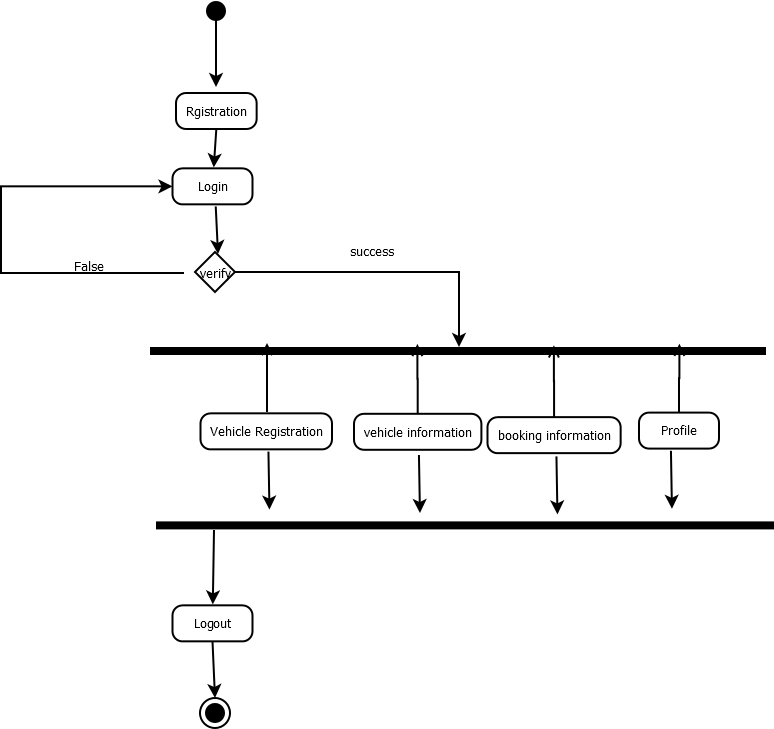 Rgistration
Login
False
verify
success
Vehicle Registration
vehicle information
booking information
Profile
Logout